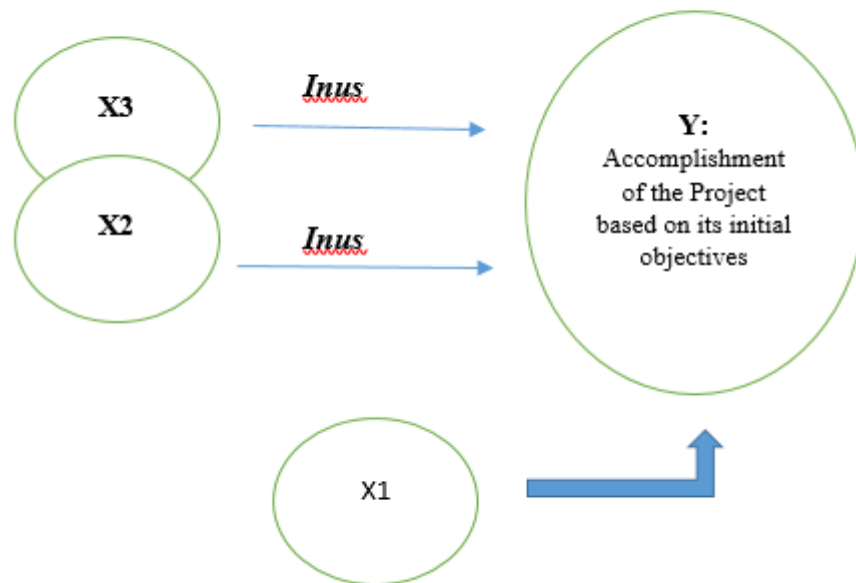 X3
Inus
X2
Inus
Y:
Accomplishment
of the Project
based on its initial
objectives
X1